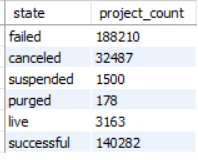 state project_count
failed 188210
canceled 32487
suspended 1500
purged 178
live 3163
successful 140282